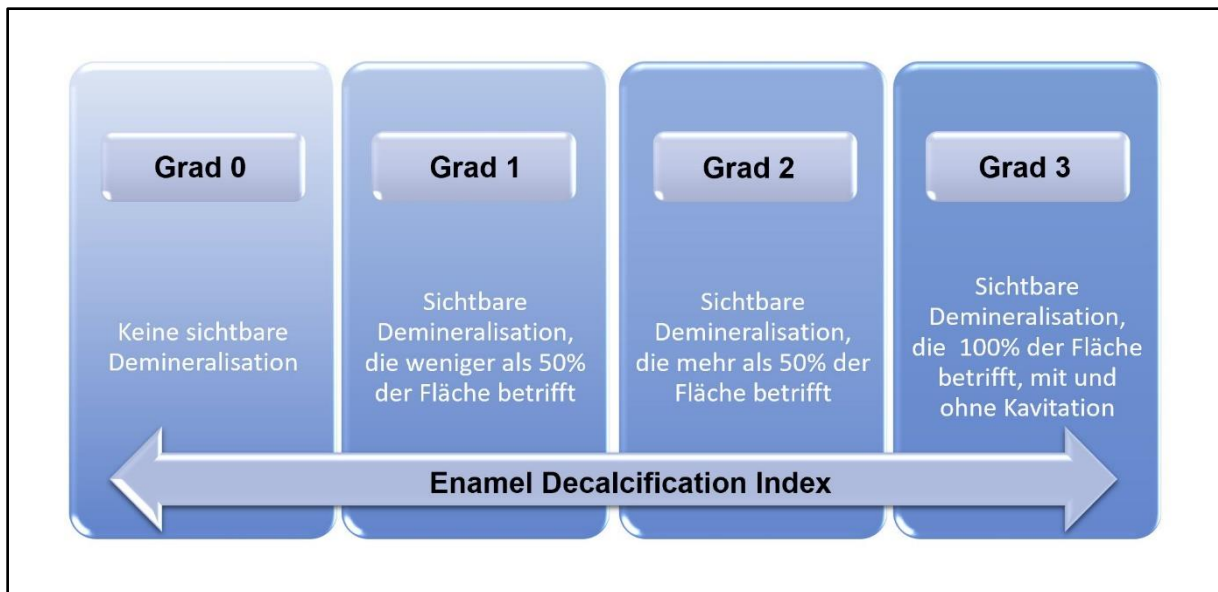 Grad 0
Keine sichtbare
Demineralisation
Grad 1
Sichtbare
Demineralisation,
die weniger als 50%
der Fläche betrifft
Grad 2
Sichtbare
Demineralisation,
die mehr als 50% der
Fläche betrifft
Grad 3
Sichtbare
Demineralisation,
die  100% der Fläche
betrifft, mit und
ohne Kavitation
Enamel Decalcification Index